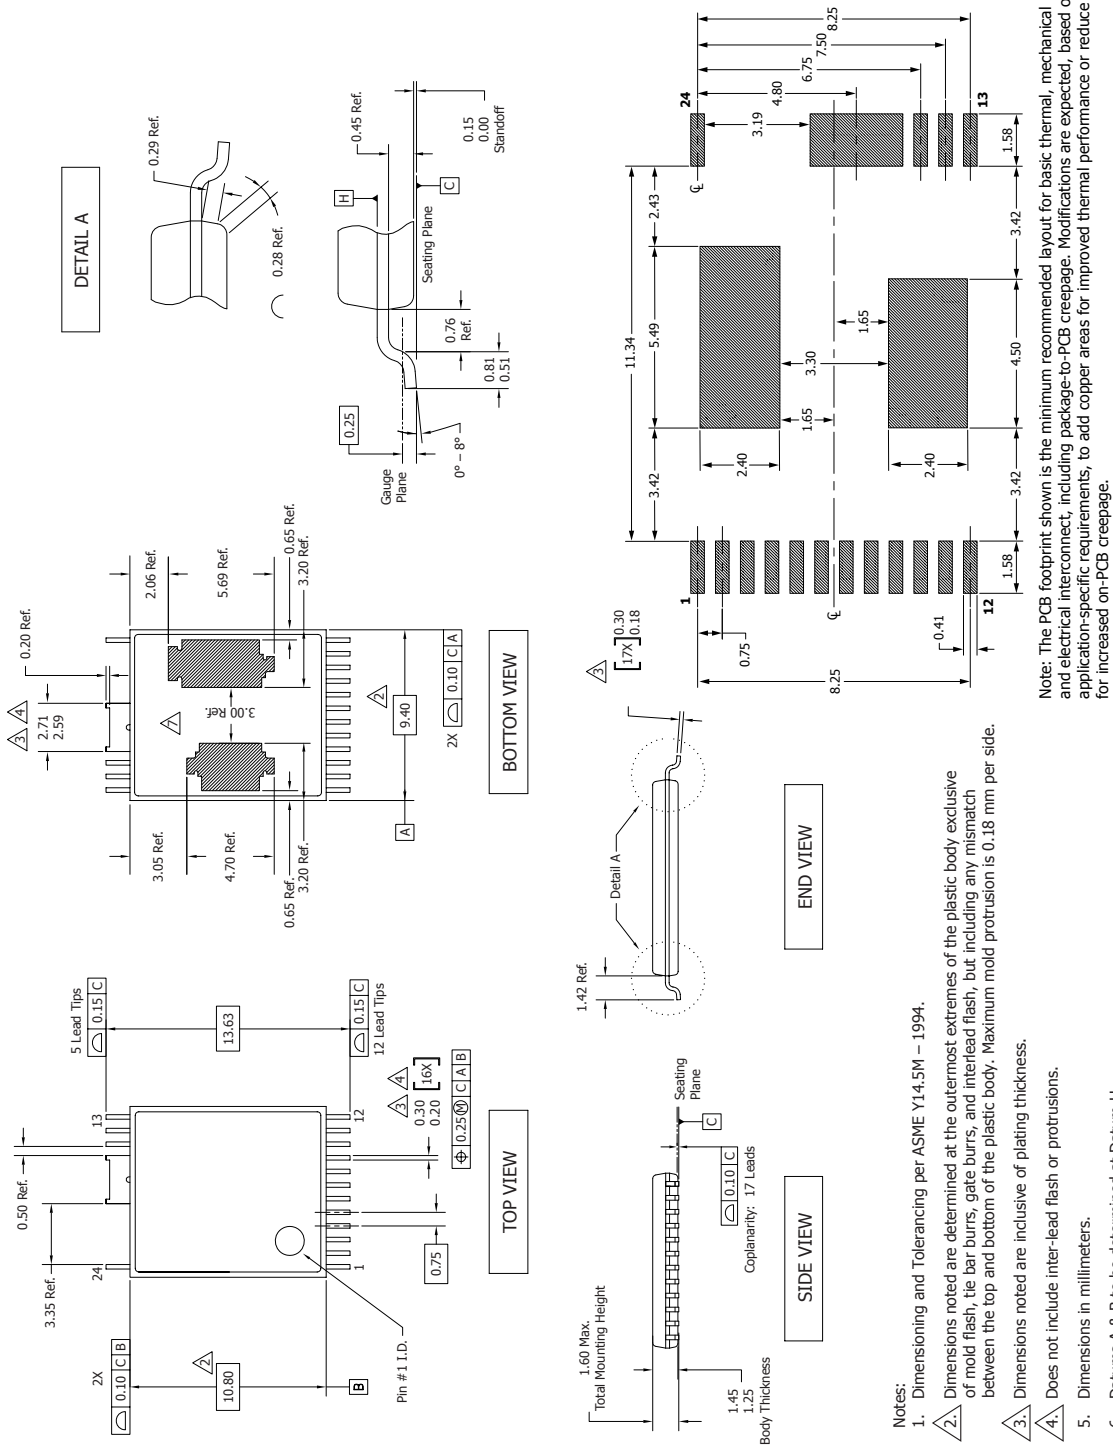 5 Lead Tips
0.15 C
13.63
0.15 C
12 Lead Tips
3 4
0.30
0.20
[16X]
0.25 M C A B
0.50 Ref.
3.35 Ref.
24
13
12
1
2X
0.10 C B
2
10.80
B
Pin #1 I.D.
0.75
TOP VIEW
0.20 Ref.
3 4
2.71
2.59
2.06 Ref.
5.69 Ref.
0.65 Ref.
3.20 Ref.
7
3.00 Ref.
3.05 Ref.
4.70 Ref.
0.65 Ref.
3.20 Ref.
2
9.40
A
2X
0.10 C A
BOTTOM VIEW
DETAIL A
0.29 Ref.
0.28 Ref.
H
0.45 Ref.
0.15
0.00
Standoff
C
Seating Plane
0.76
Ref.
0.81
0.51
0.25
Gauge
Plane
0° – 8°
1.60 Max.
Total Mounting Height
1.45
1.25
Body Thickness
Seating
Plane
C
0.10 C
Coplanarity: 17 Leads
SIDE VIEW
1.42 Ref.
Detail A
3
[17X]
0.30
0.18
END VIEW
11.34
3.42
5.49
2.43
24
13
3.19
4.80
6.75
7.50
8.25
1.58
3.42
4.50
3.42
1.58
2.40
2.40
1.65
3.30
1.65
1
12
0.75
8.25
0.41
Note: The PCB footprint shown is the minimum recommended layout for basic thermal, mechanical
and electrical interconnect, including package-to-PCB creepage. Modifications are expected, based
application-specific requirements, to add copper areas for improved thermal performance or reduce
for increased on-PCB creepage.
Notes:
1. Dimensioning and Tolerancing per ASME Y14.5M – 1994.
2. Dimensions noted are determined at the outermost extremes of the plastic body exclusive
of mold flash, tie bar burrs, gate burrs, and interlead flash, but including any mismatch
between the top and bottom of the plastic body. Maximum mold protrusion is 0.18 mm per side.
3. Dimensions noted are inclusive of plating thickness.
4. Does not include inter-lead flash or protrusions.
5. Dimensions in millimeters.